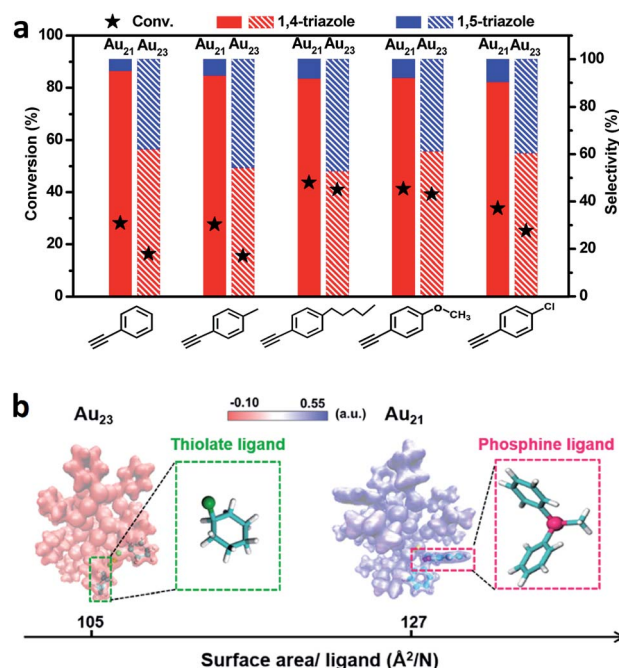 a
★ Conv. 1,4-triazole 1,5-triazole
Au21 Au23 Au21 Au23 Au21 Au23 Au21 Au23 Au21 Au23
Conversion (%)
100
80
60
40
20
0
Selectivity (%)
100
80
60
40
20
0
O
CH3
Cl
b
-0.10 0.55
(a.u.)
Au23
Au21
Thiolate ligand
Phosphine ligand
105
127
Surface area/ ligand (Å²/N)